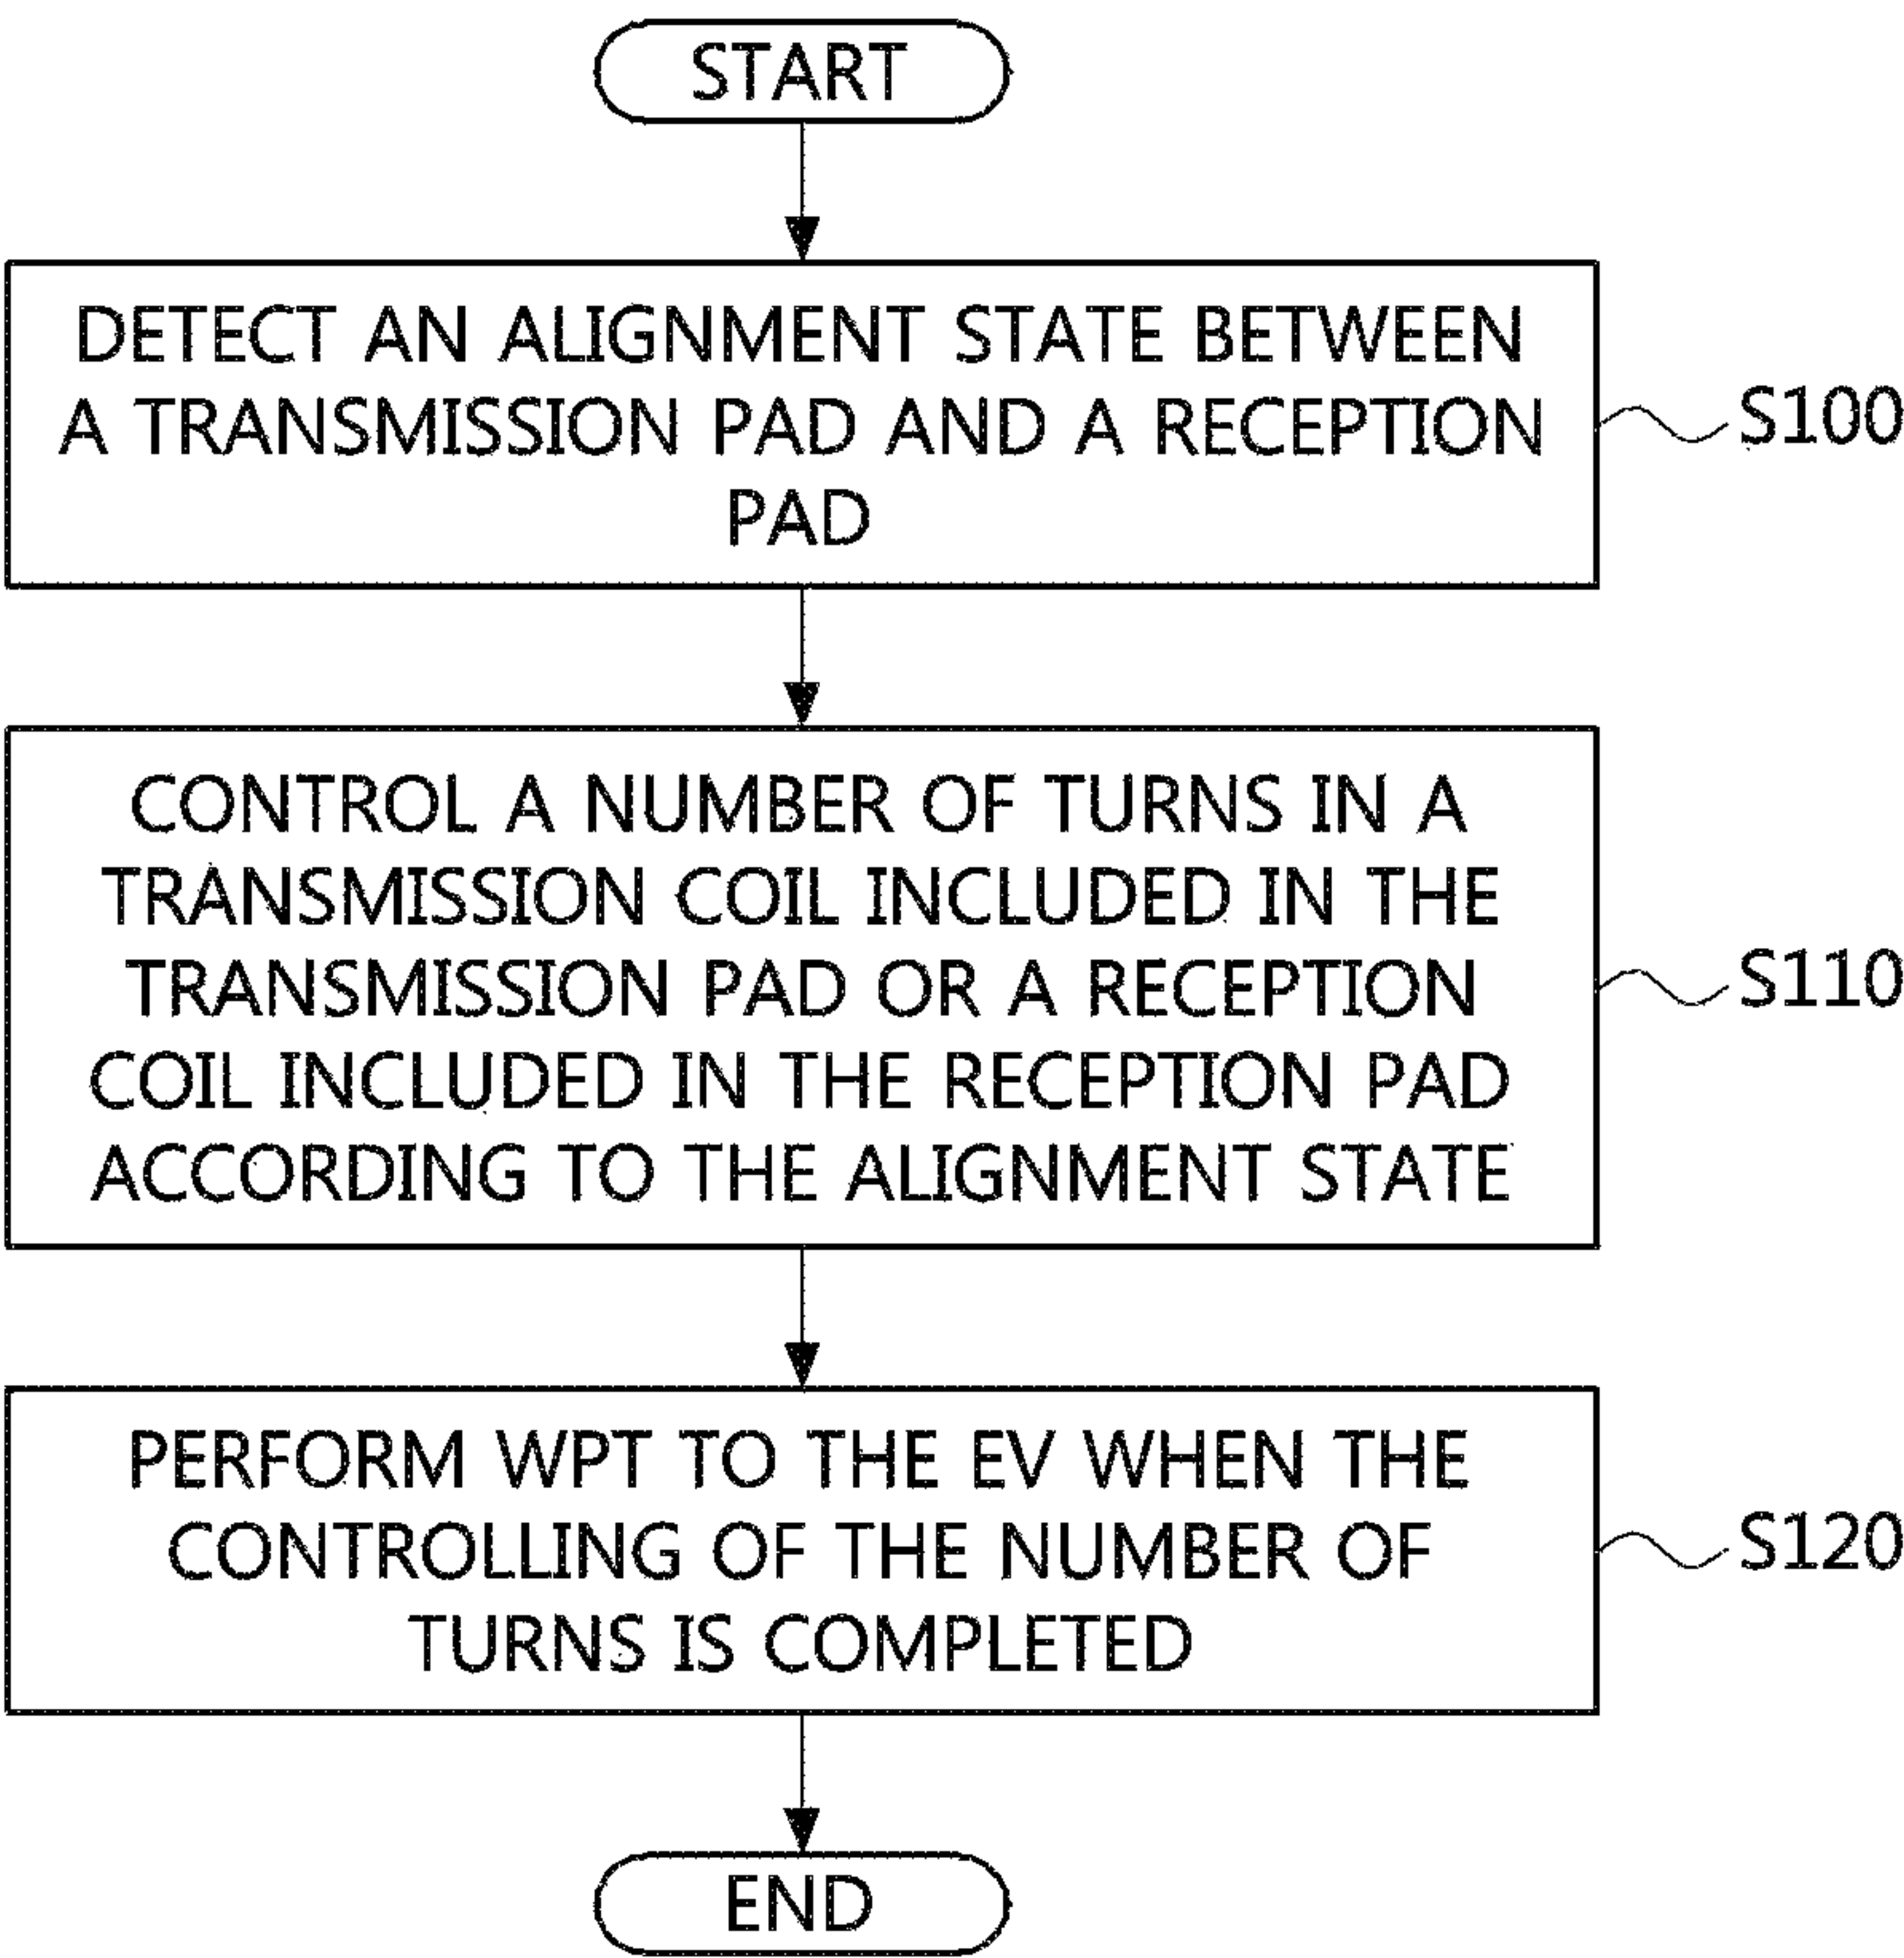 START
DETECT AN ALIGNMENT STATE BETWEEN
A TRANSMISSION PAD AND A RECEPTION
PAD
S100
CONTROL A NUMBER OF TURNS IN A
TRANSMISSION COIL INCLUDED IN THE
TRANSMISSION PAD OR A RECEPTION
COIL INCLUDED IN THE RECEPTION PAD
ACCORDING TO THE ALIGNMENT STATE
S110
PERFORM WPT TO THE EV WHEN THE
CONTROLLING OF THE NUMBER OF
TURNS IS COMPLETED
S120
END